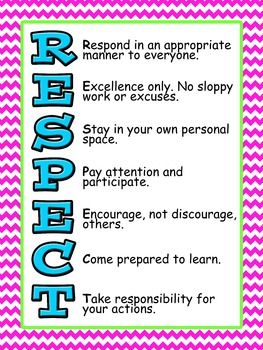 R
Respond in an appropriate
manner to everyone.
E
Excellence only. No sloppy
work or excuses.
S
Stay in your own personal
space.
P
Pay attention and
participate.
E
Encourage, not discourage,
others.
C
Come prepared to learn.
T
Take responsibility for
your actions.